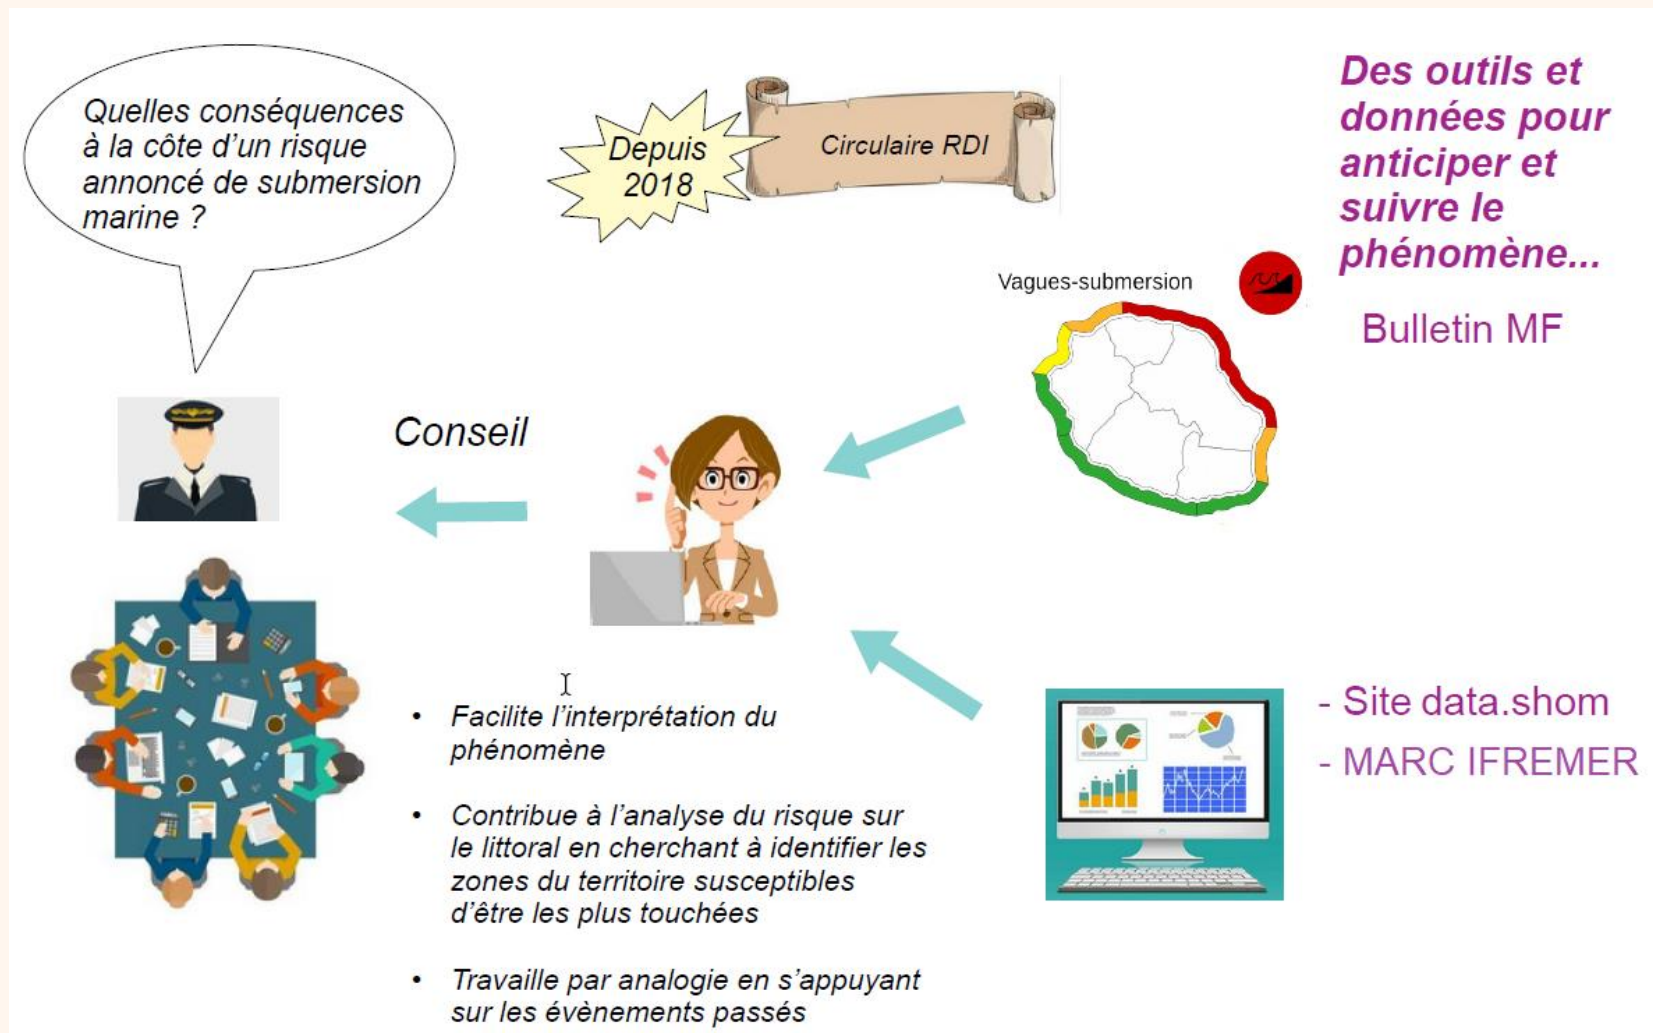 Quelles conséquences
à la côte d'un risque
annoncé de submersion
marine ?
Depuis
2018
Circulaire RDI
Des outils et
données pour
anticiper et
suivre le
phénomène...
Bulletin MF
Vagues-submersion
Conseil
• Facilite l'interprétation du
phénomène
• Contribue à l'analyse du risque sur
le littoral en cherchant à identifier les
zones du territoire susceptibles
d'être les plus touchées
• Travaille par analogie en s'appuyant
sur les évènements passés
- Site data.shom
- MARC IFREMER